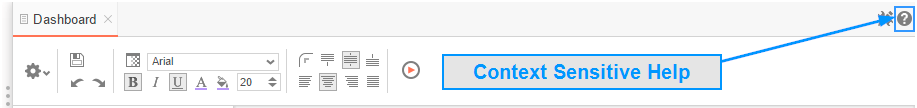 Dashboard
Arial
B I U A 20
Context Sensitive Help